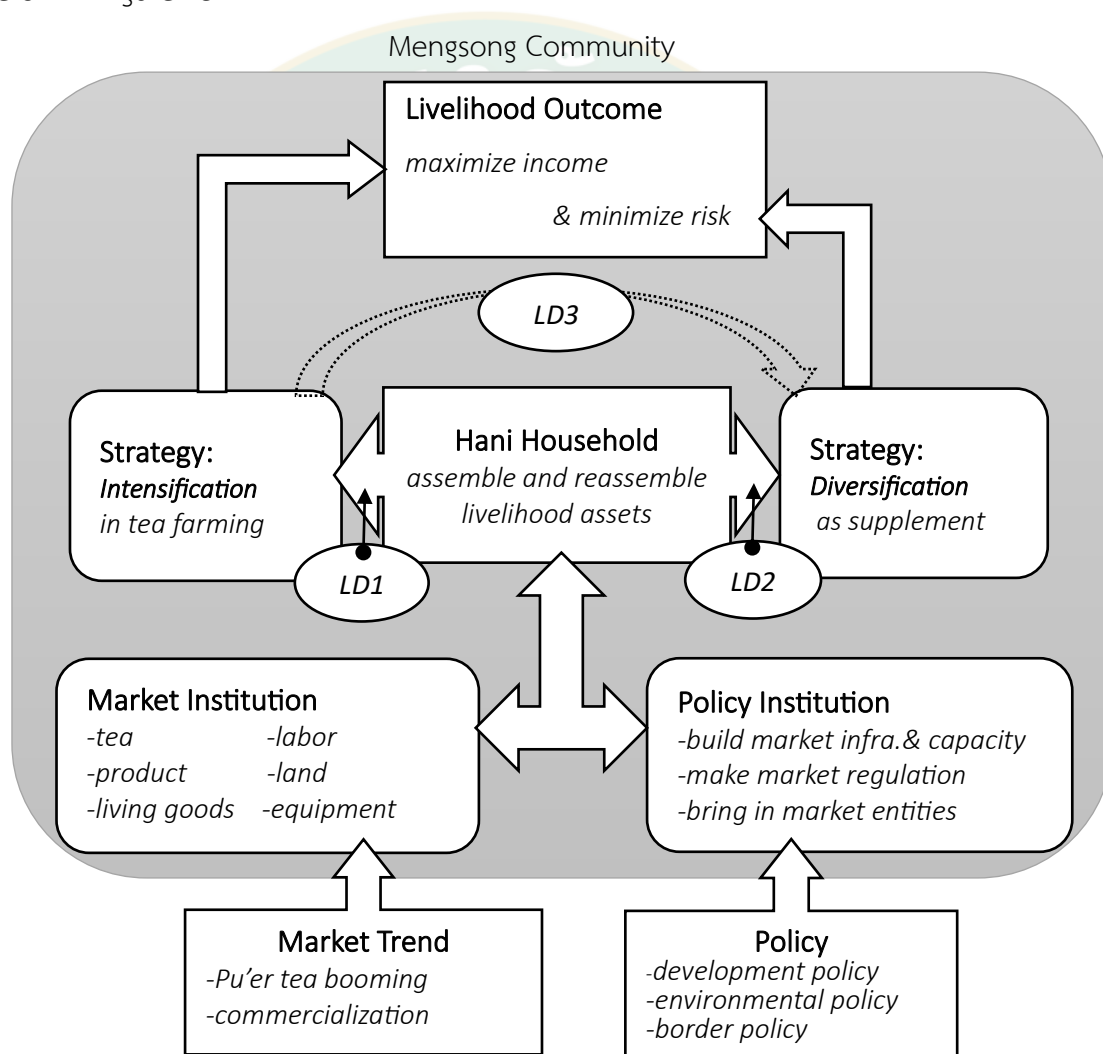 Mengsong Community
Livelihood Outcome
maximize income
& minimize risk
LD3
Strategy:
Intensification
in tea farming
Hani Household
assemble and reassemble
livelihood assets
Strategy:
Diversification
as supplement
LD1
LD2
Market Institution
-tea -labor
-product -land
-living goods -equipment
Policy Institution
-build market infra.& capacity
-make market regulation
-bring in market entities
Market Trend
-Pu’er tea booming
-commercialization
Policy
-development policy
-environmental policy
-border policy